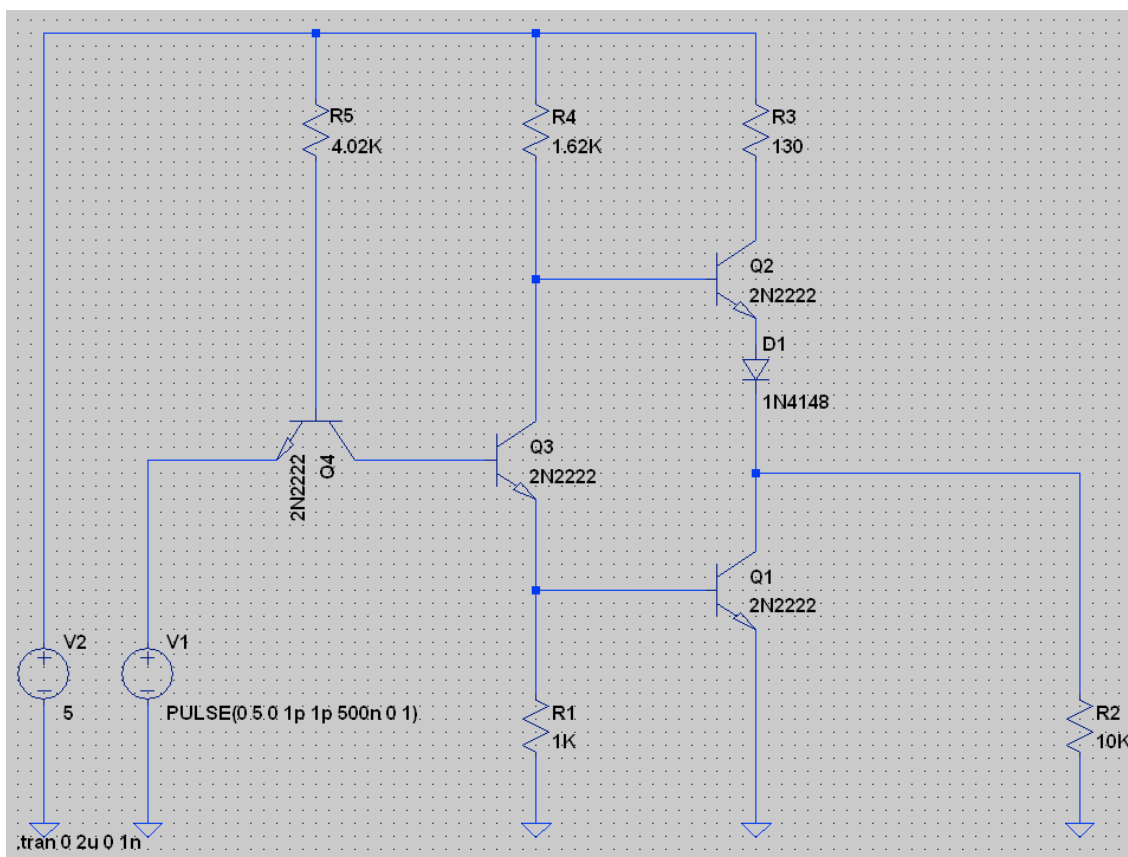 R5
4.02K
R4
1.62K
R3
130
Q2
2N2222
D1
1N4148
2N2222
Q4
Q3
2N2222
Q1
2N2222
V2
5
V1
PULSE(0 5 0 1p 1p 500n 0 1)
R1
1K
R2
10K
.tran 0 2u 0 1n